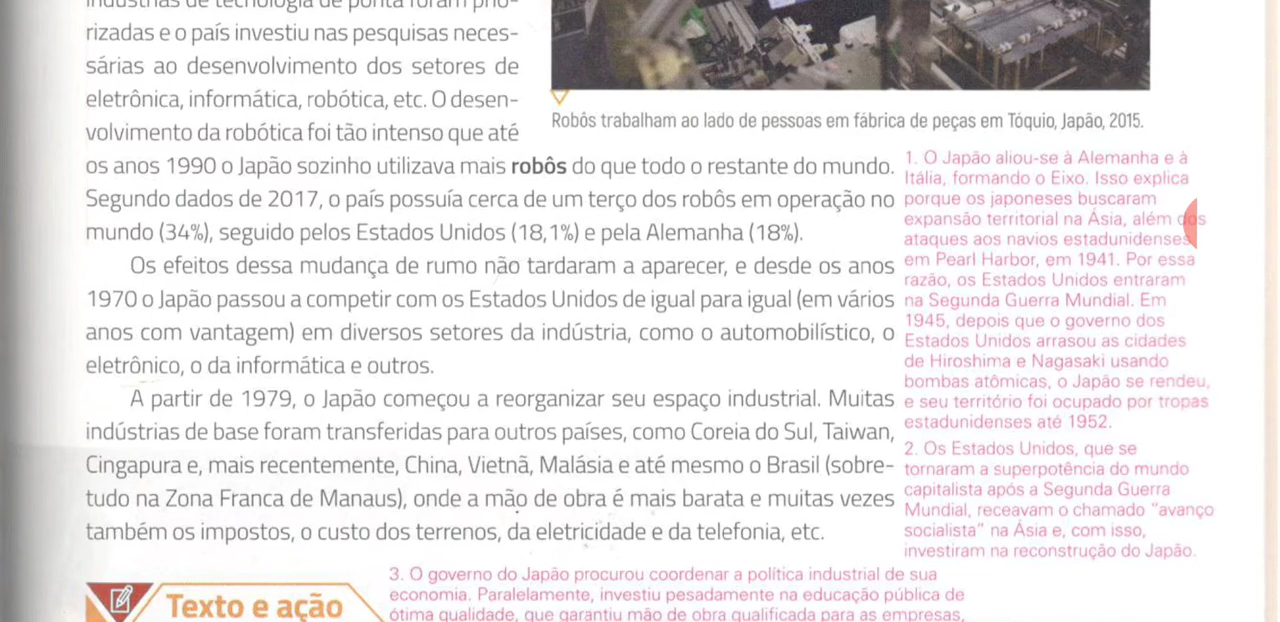 indústrias de tecnologia de ponta foram prio-
rizadas e o país investiu nas pesquisas neces-
sárias ao desenvolvimento dos setores de
eletrônica, informática, robótica, etc. O desen-
volvimento da robótica foi tão intenso que até
os anos 1990 o Japão sozinho utilizava mais robôs do que todo o restante do mundo.
Segundo dados de 2017, o país possuía cerca de um terço dos robôs em operação no
mundo (34%), seguido pelos Estados Unidos (18,1%) e pela Alemanha (18%).
Os efeitos dessa mudança de rumo não tardaram a aparecer, e desde os anos
1970 o Japão passou a competir com os Estados Unidos de igual para igual (em vários
anos com vantagem) em diversos setores da indústria, como o automobilístico, o
eletrônico, o da informática e outros.
A partir de 1979, o Japão começou a reorganizar seu espaço industrial. Muitas
indústrias de base foram transferidas para outros países, como Coreia do Sul, Taiwan,
Cingapura e, mais recentemente, China, Vietnã, Malásia e até mesmo o Brasil (sobre-
tudo na Zona Franca de Manaus), onde a mão de obra é mais barata e muitas vezes
também os impostos, o custo dos terrenos, da eletricidade e da telefonia, etc.
Robôs trabalham ao lado de pessoas em fábrica de peças em Tóquio, Japão, 2015.
1. O Japão aliou-se à Alemanha e à
Itália, formando o Eixo. Isso explica
porque os japoneses buscaram
expansão territorial na Ásia, além dos
ataques aos navios estadunidenses
em Pearl Harbor, em 1941. Por essa
razão, os Estados Unidos entraram
na Segunda Guerra Mundial. Em
1945, depois que o governo dos
Estados Unidos arrasou as cidades
de Hiroshima e Nagasaki usando
bombas atômicas, o Japão se rendeu,
e seu território foi ocupado por tropas
estadunidenses até 1952.
2. Os Estados Unidos, que se
tornaram a superpotência do mundo
capitalista após a Segunda Guerra
Mundial, receavam o chamado “avanço
socialista” na Ásia e, com isso,
investiram na reconstrução do Japão.
3. O governo do Japão procurou coordenar a política industrial de sua
economia. Paralelamente, investiu pesadamente na educação pública de
ótima qualidade, que garantiu mão de obra qualificada para as empresas,
Texto e ação